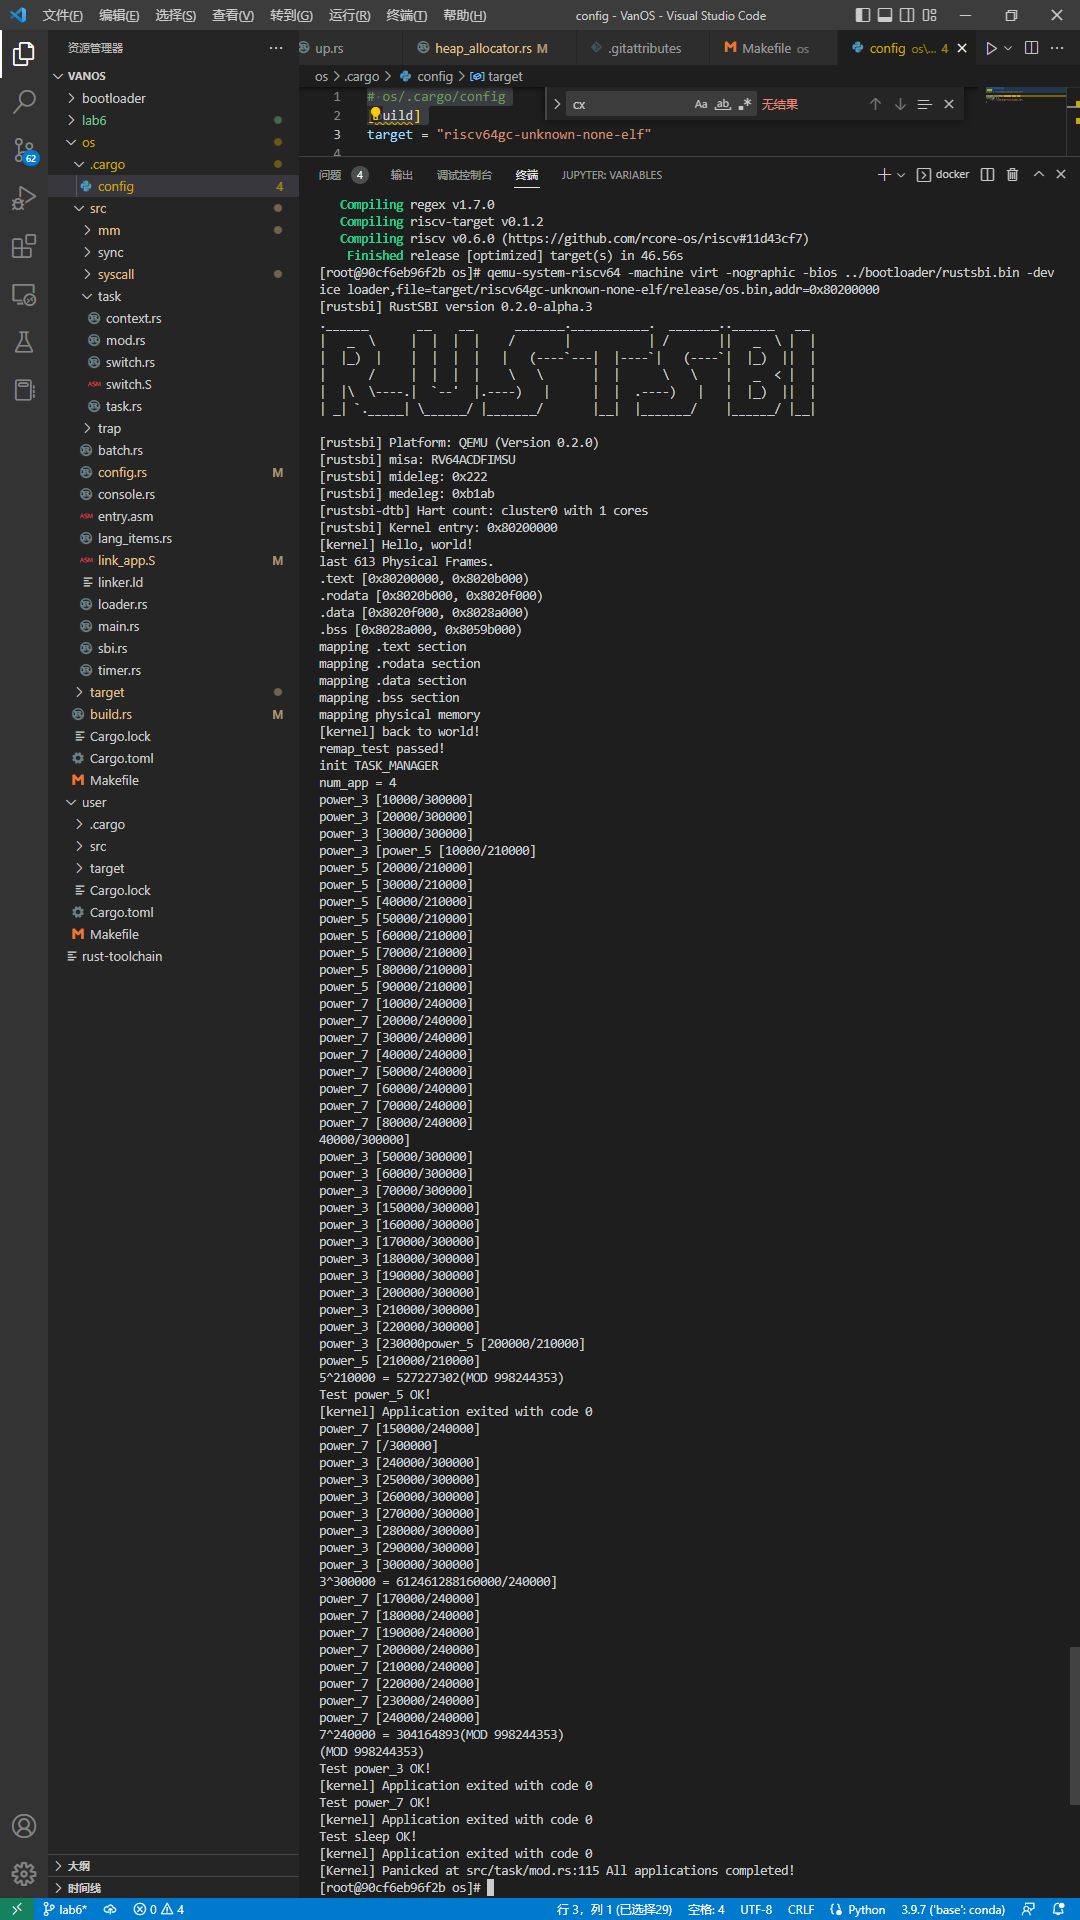 文件(F) 编辑(E) 选择(S) 查看(V) 转到(G) 运行(R) 终端(T) 帮助(H) config - VanOS - Visual Studio Code
资源管理器
VANOS
bootloader
lab6
os
.cargo
config 4
src
mm
sync
syscall
task
context.rs
mod.rs
switch.rs
switch.S
task.rs
trap
batch.rs
config.rs M
console.rs
entry.asm
lang_items.rs
link_app.S M
linker.ld
loader.rs
main.rs
sbi.rs
timer.rs
target
build.rs M
Cargo.lock
Cargo.toml
Makefile
user
.cargo
src
target
Cargo.lock
Cargo.toml
Makefile
rust-toolchain
大纲
时间线
62
up.rs heap_allocator.rs M .gitattributes Makefile os config os\... 4
os > .cargo > config > target
1 # os/.cargo/config
2 uild]
3 target = "riscv64gc-unknown-none-elf"
4
cx Aa ab 无结果
问题 4 输出 调试控制台 终端 JUPYTER: VARIABLES docker
Compiling regex v1.7.0
Compiling riscv-target v0.1.2
Compiling riscv v0.6.0 (https://github.com/rcore-os/riscv#11d43cf7)
Finished release [optimized] target(s) in 46.56s
[root@90cf6eb96f2b os]# qemu-system-riscv64 -machine virt -nographic -bios ../bootloader/rustsbi.bin -dev
ice loader,file=target/riscv64gc-unknown-none-elf/release/os.bin,addr=0x80200000
[rustsbi] RustSBI version 0.2.0-alpha.3
[rustsbi] Platform: QEMU (Version 0.2.0)
[rustsbi] misa: RV64ACDFIMSU
[rustsbi] mideleg: 0x222
[rustsbi] medeleg: 0xb1ab
[rustsbi-dtb] Hart count: cluster0 with 1 cores
[rustsbi] Kernel entry: 0x80200000
[kernel] Hello, world!
last 613 Physical Frames.
.text [0x80200000, 0x8020b000)
.rodata [0x8020b000, 0x8020f000)
.data [0x8020f000, 0x8028a000)
.bss [0x8028a000, 0x8059b000)
mapping .text section
mapping .rodata section
mapping .data section
mapping .bss section
mapping physical memory
[kernel] back to world!
remap_test passed!
init TASK_MANAGER
num_app = 4
power_3 [10000/300000]
power_3 [20000/300000]
power_3 [30000/300000]
power_3 [power_5 [10000/210000]
power_5 [20000/210000]
power_5 [30000/210000]
power_5 [40000/210000]
power_5 [50000/210000]
power_5 [60000/210000]
power_5 [70000/210000]
power_5 [80000/210000]
power_5 [90000/210000]
power_7 [10000/240000]
power_7 [20000/240000]
power_7 [30000/240000]
power_7 [40000/240000]
power_7 [50000/240000]
power_7 [60000/240000]
power_7 [70000/240000]
power_7 [80000/240000]
40000/300000]
power_3 [50000/300000]
power_3 [60000/300000]
power_3 [70000/300000]
power_3 [150000/300000]
power_3 [160000/300000]
power_3 [170000/300000]
power_3 [180000/300000]
power_3 [190000/300000]
power_3 [200000/300000]
power_3 [210000/300000]
power_3 [220000/300000]
power_3 [230000power_5 [200000/210000]
power_5 [210000/210000]
5^210000 = 527227302(MOD 998244353)
Test power_5 OK!
[kernel] Application exited with code 0
power_7 [150000/240000]
power_7 [/300000]
power_3 [240000/300000]
power_3 [250000/300000]
power_3 [260000/300000]
power_3 [270000/300000]
power_3 [280000/300000]
power_3 [290000/300000]
power_3 [300000/300000]
3^300000 = 612461288160000/240000]
power_7 [170000/240000]
power_7 [180000/240000]
power_7 [190000/240000]
power_7 [200000/240000]
power_7 [210000/240000]
power_7 [220000/240000]
power_7 [230000/240000]
power_7 [240000/240000]
7^240000 = 304164893(MOD 998244353)
(MOD 998244353)
Test power_3 OK!
[kernel] Application exited with code 0
Test power_7 OK!
[kernel] Application exited with code 0
Test sleep OK!
[kernel] Application exited with code 0
[Kernel] Panicked at src/task/mod.rs:115 All applications completed!
[root@90cf6eb96f2b os]#
lab6* 0 4 行 3，列 1 (已选择29) 空格: 4 UTF-8 CRLF Python 3.9.7 ('base': conda)